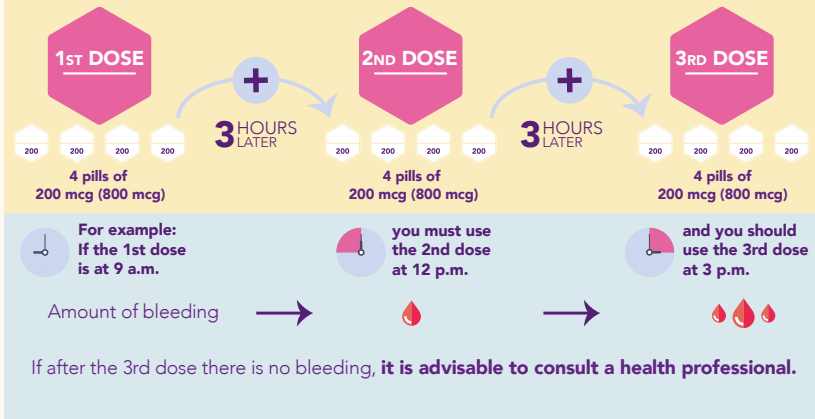 1ST DOSE
2ND DOSE
3RD DOSE
3 HOURS
LATER
3 HOURS
LATER
200 200 200 200
200 200 200 200
200 200 200 200
4 pills of
200 mcg (800 mcg)
4 pills of
200 mcg (800 mcg)
4 pills of
200 mcg (800 mcg)
For example:
If the 1st dose
is at 9 a.m.
you must use
the 2nd dose
at 12 p.m.
and you should
use the 3rd dose
at 3 p.m.
Amount of bleeding
If after the 3rd dose there is no bleeding, it is advisable to consult a health professional.